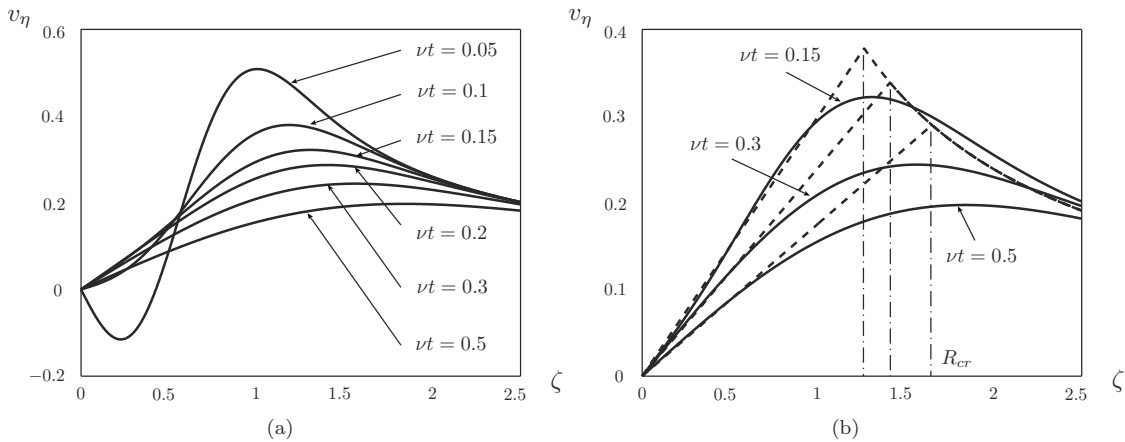 v_η
0.6
0.4
0.2
0
−0.2
0
0.5
1
1.5
2
2.5
ζ
νt = 0.05
νt = 0.1
νt = 0.15
νt = 0.2
νt = 0.3
νt = 0.5
(a)
v_η
0.4
0.3
0.2
0.1
0
0
0.5
1
1.5
2
2.5
ζ
νt = 0.15
νt = 0.3
νt = 0.5
R_cr
(b)